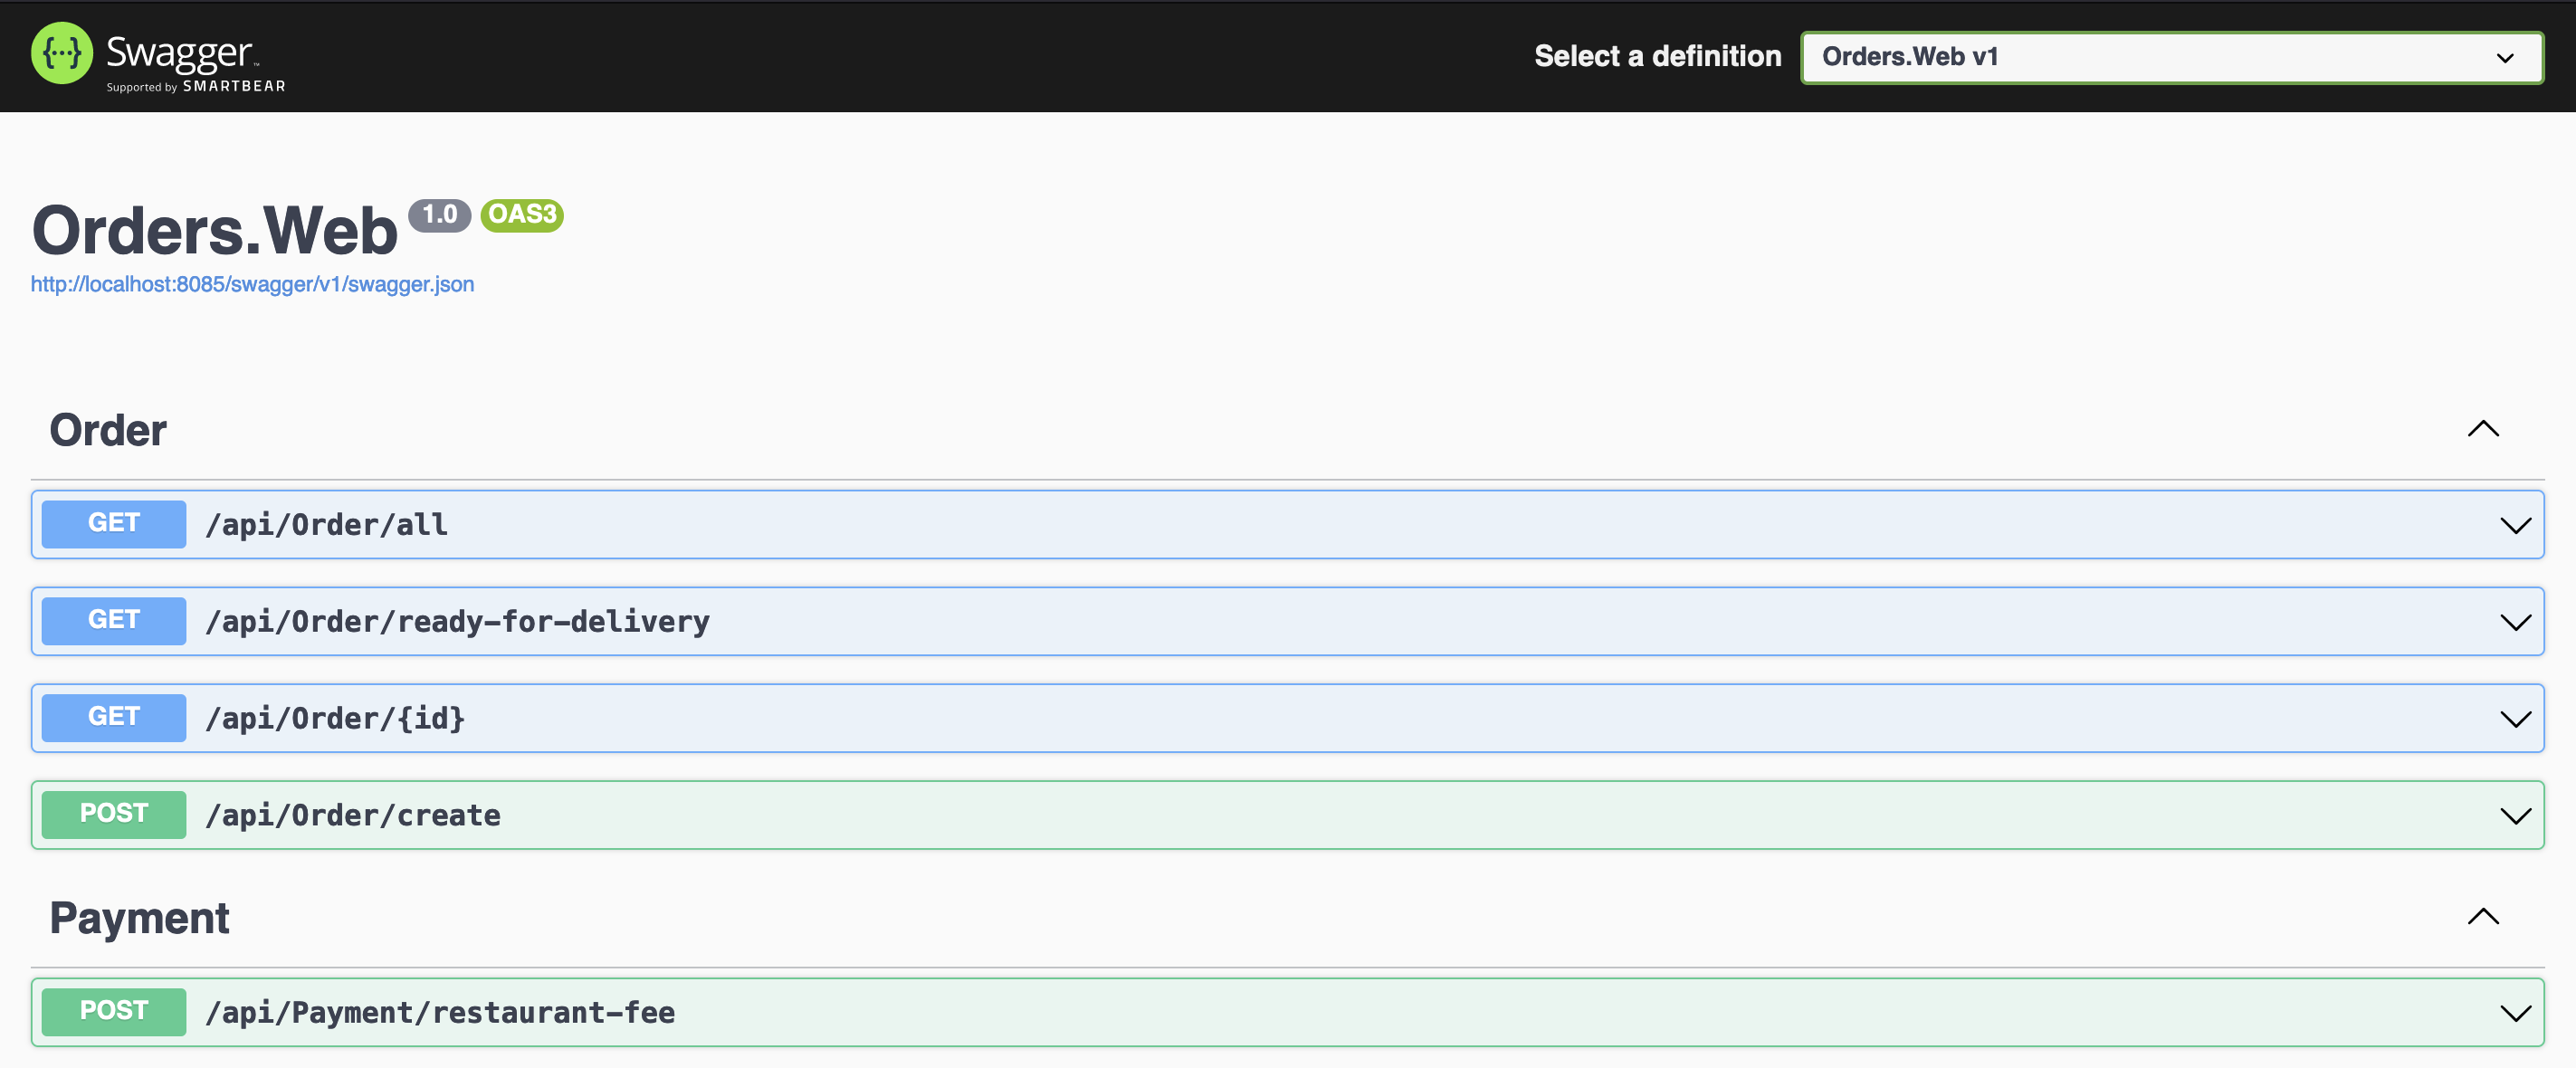 {···} Swagger™
Supported by SMARTBEAR
Select a definition
Orders.Web v1
Orders.Web 1.0 OAS3
http://localhost:8085/swagger/v1/swagger.json
Order
GET /api/Order/all
GET /api/Order/ready-for-delivery
GET /api/Order/{id}
POST /api/Order/create
Payment
POST /api/Payment/restaurant-fee